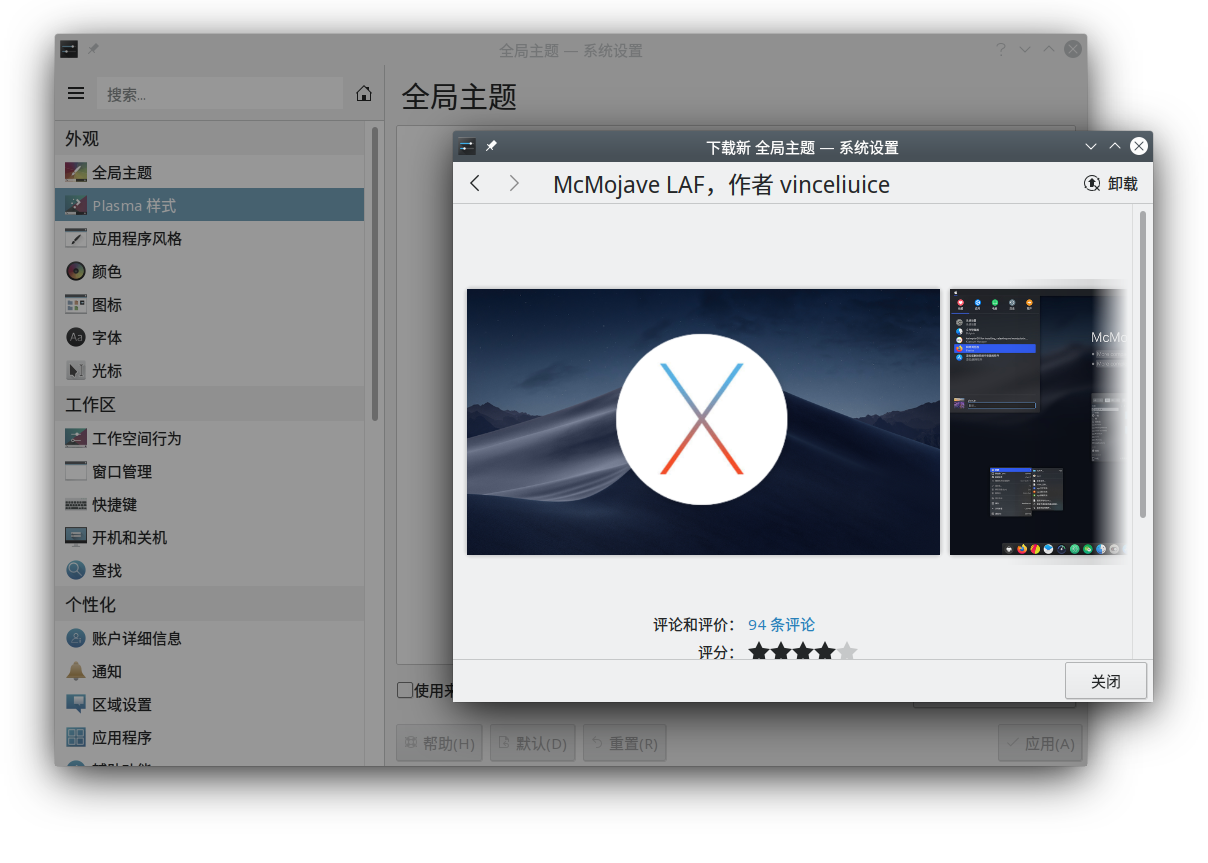 全局主题 — 系统设置
搜索...
全局主题
外观
全局主题
Plasma 样式
应用程序风格
颜色
图标
字体
光标
工作区
工作空间行为
窗口管理
快捷键
开机和关机
查找
个性化
账户详细信息
通知
区域设置
应用程序
使用来
帮助(H)
默认(D)
重置(R)
应用(A)
下载新 全局主题 — 系统设置
McMojave LAF，作者 vinceliuice
卸载
McMo
评论和评价：
94 条评论
评分：
关闭